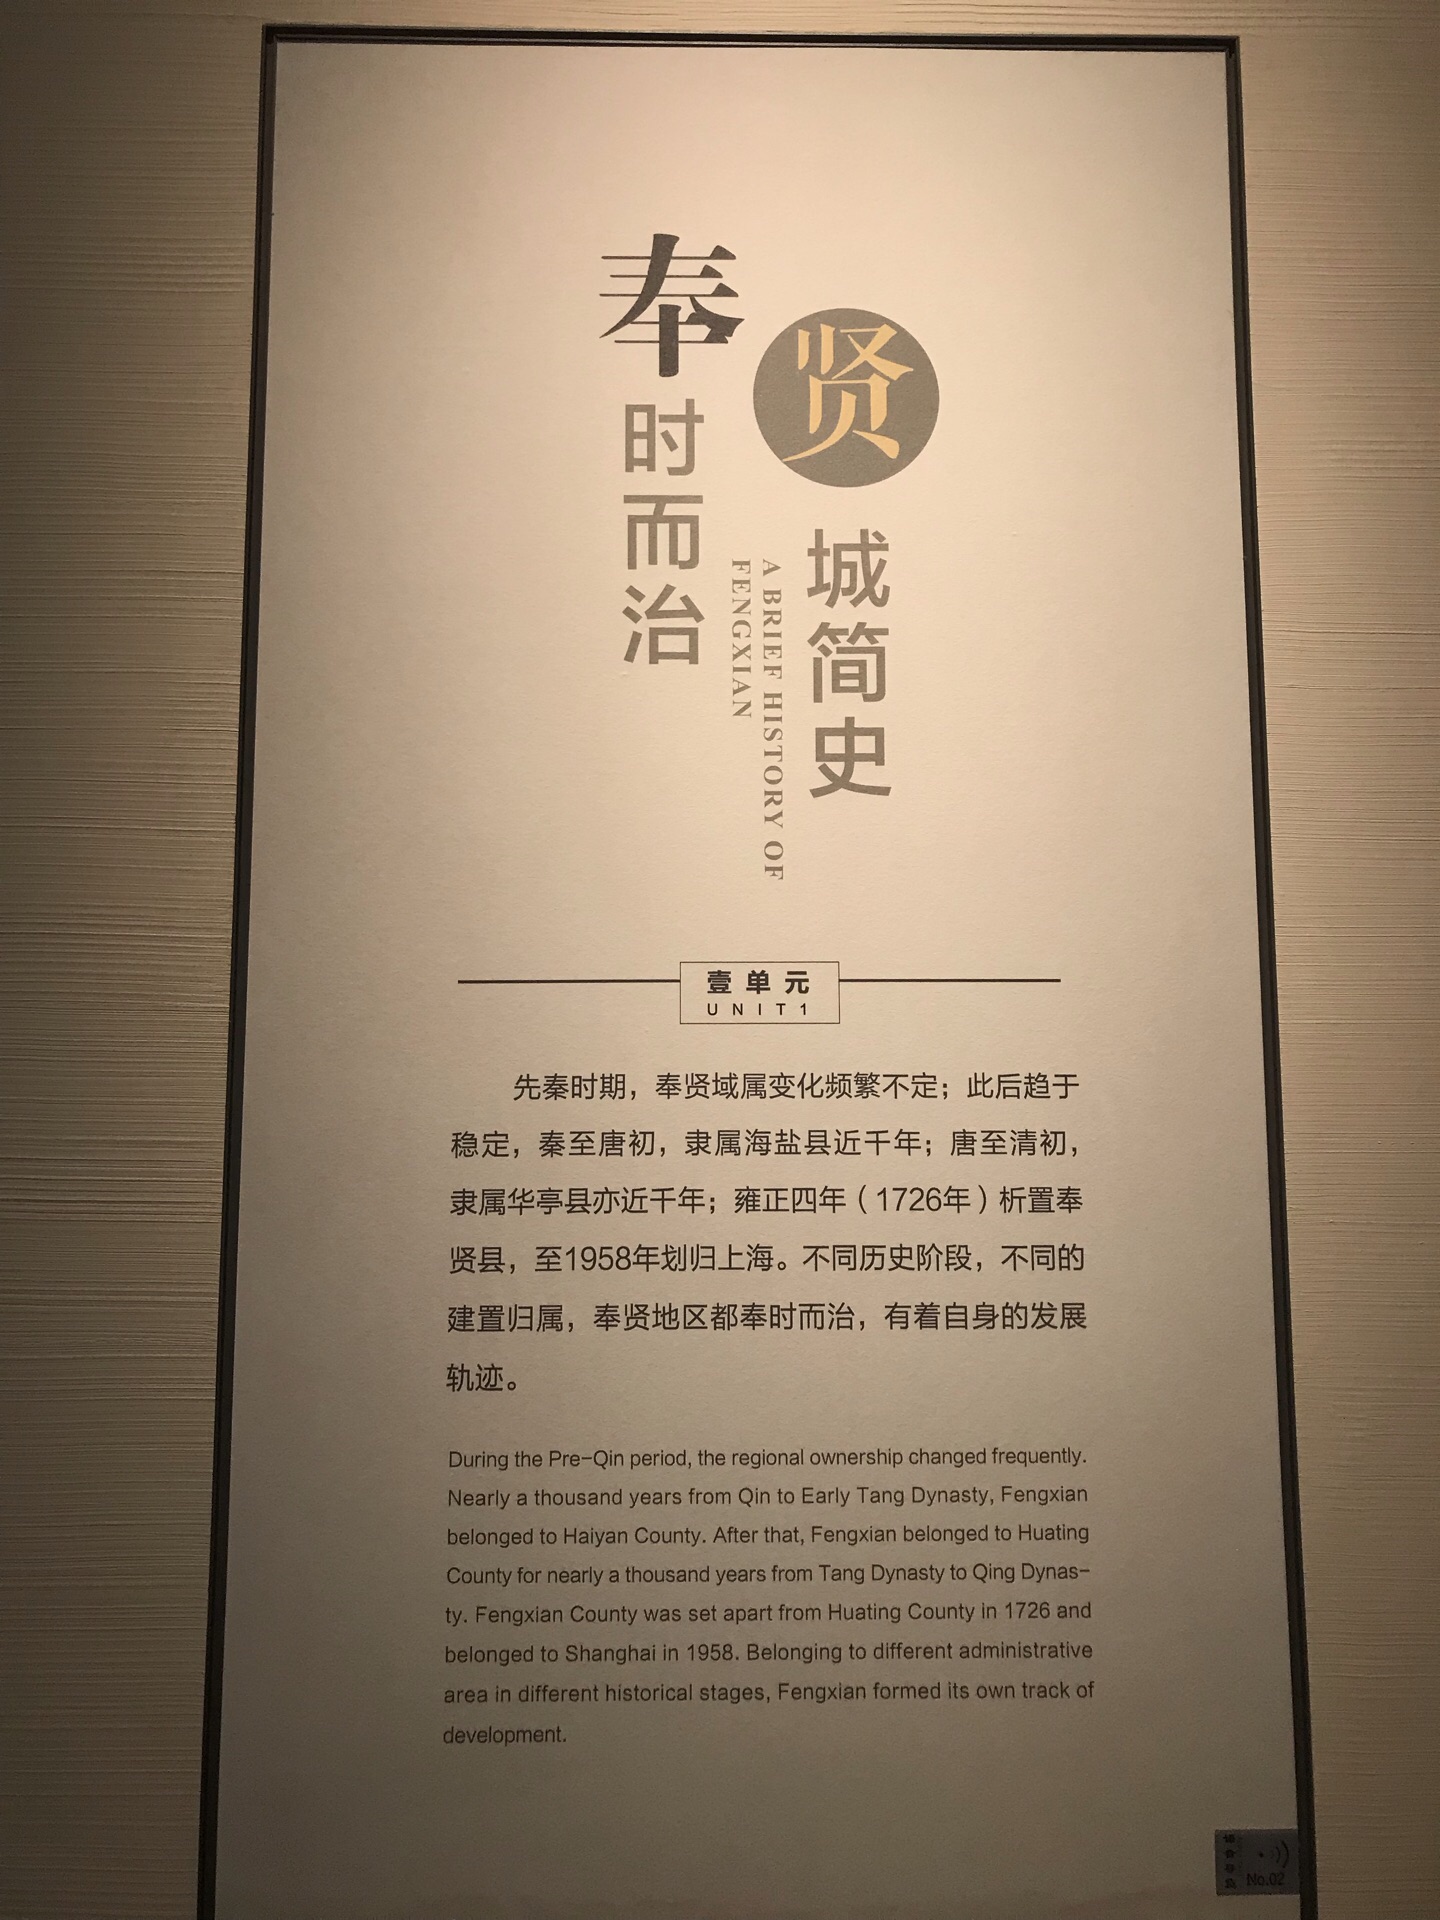 奉时而治
贤城简史
A BRIEF HISTORY OF
FENGXIAN
壹单元
UNIT1
先秦时期，奉贤域属变化频繁不定；此后趋于
稳定，秦至唐初，隶属海盐县近千年；唐至清初，
隶属华亭县亦近千年；雍正四年（1726年）析置奉
贤县，至1958年划归上海。不同历史阶段，不同的
建置归属，奉贤地区都奉时而治，有着自身的发展
轨迹。
During the Pre-Qin period, the regional ownership changed frequently.
Nearly a thousand years from Qin to Early Tang Dynasty, Fengxian
belonged to Haiyan County. After that, Fengxian belonged to Huating
County for nearly a thousand years from Tang Dynasty to Qing Dynas-
ty. Fengxian County was set apart from Huating County in 1726 and
belonged to Shanghai in 1958. Belonging to different administrative
area in different historical stages, Fengxian formed its own track of
development.
No.02